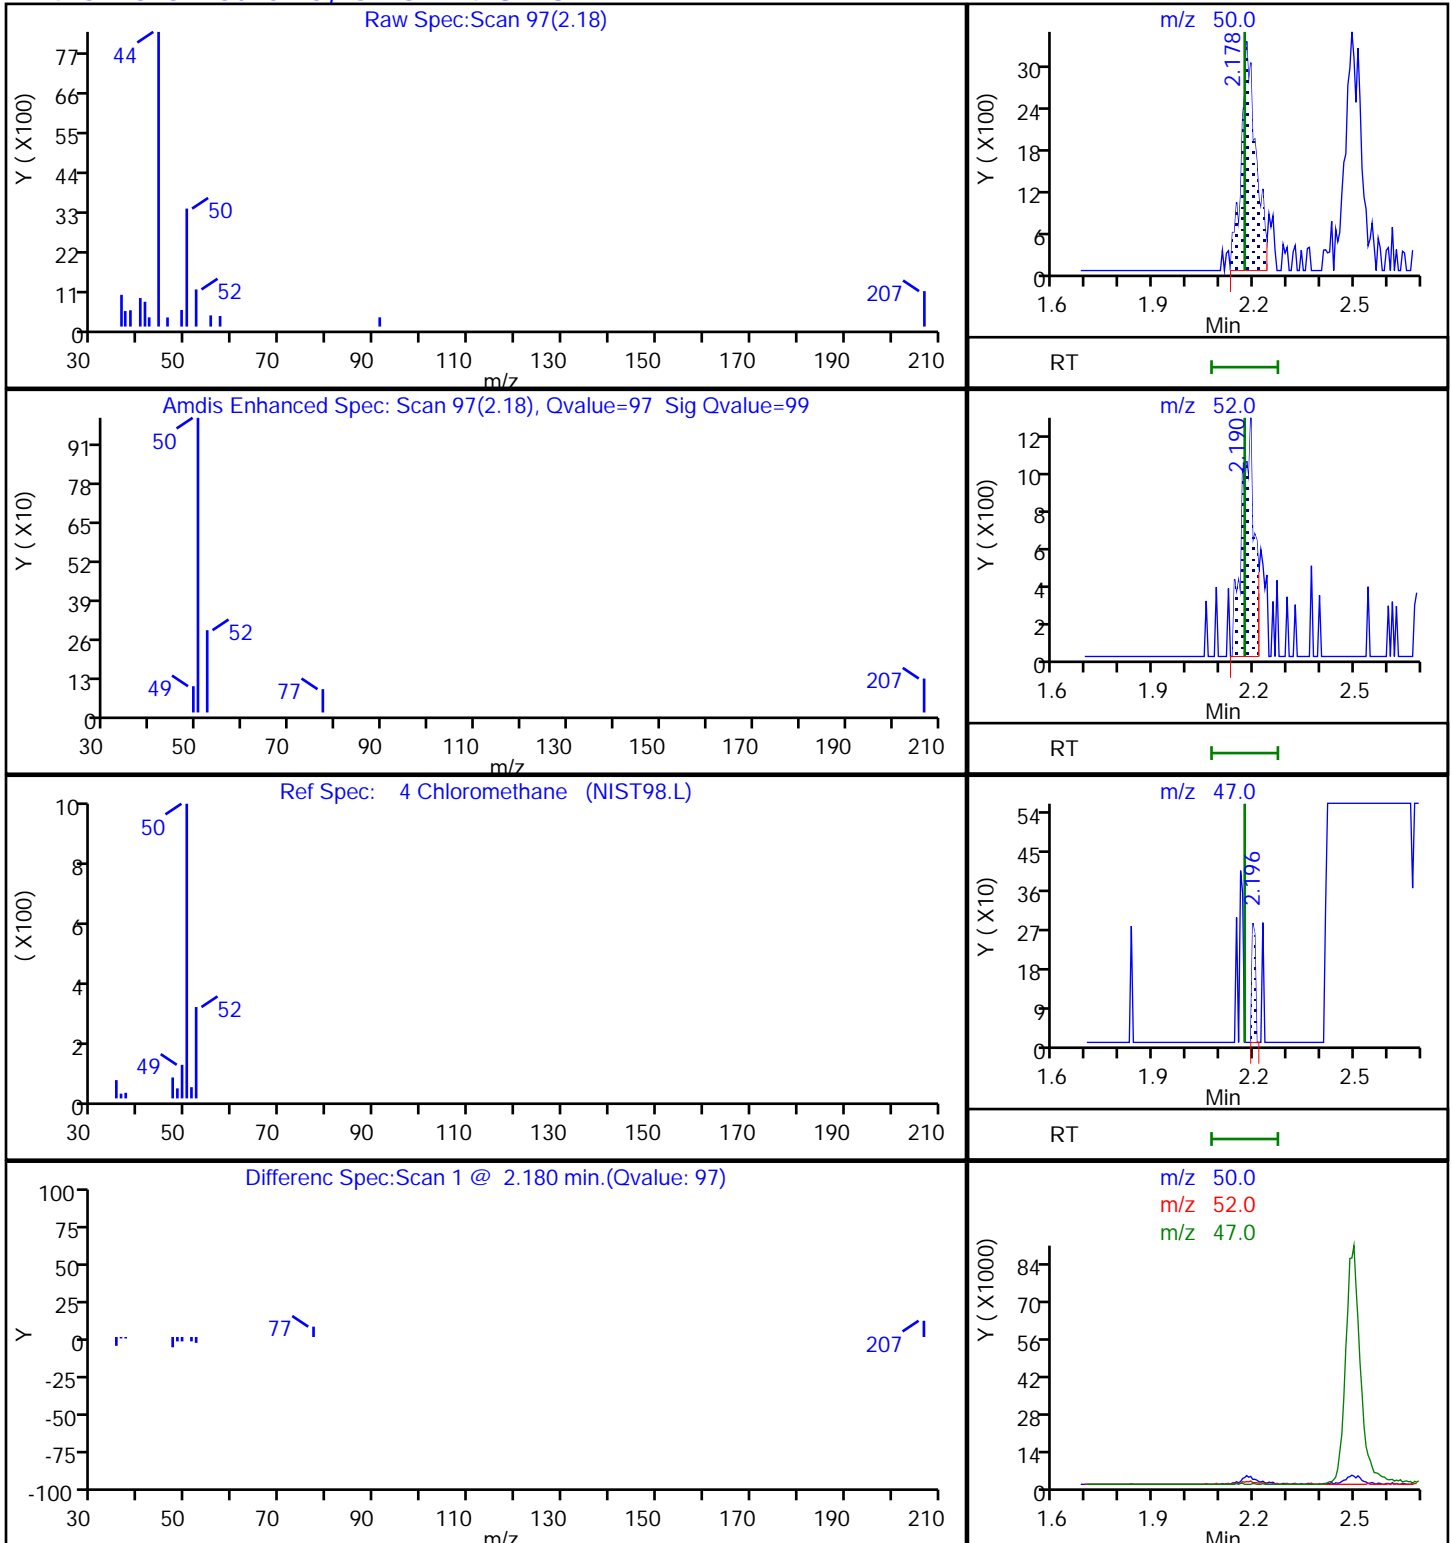 Raw Spec:Scan 97(2.18)
Y ( X100)
77
66
55
44
33
22
11
0
44
50
52
207
30 50 70 90 110 130 150 170 190 210
m/z
m/z 50.0
Y ( X100)
30
24
18
12
6
0
2.178
1.6 1.9 2.2 2.5
Min
RT
Amdis Enhanced Spec: Scan 97(2.18), Qvalue=97 Sig Qvalue=99
Y ( X10)
91
78
65
52
39
26
13
0
50
52
49
77
207
30 50 70 90 110 130 150 170 190 210
m/z
m/z 52.0
Y ( X100)
12
10
8
6
4
2
0
2.190
1.6 1.9 2.2 2.5
Min
RT
Ref Spec: 4 Chloromethane (NIST98.L)
( X100)
10
8
6
4
2
0
50
52
49
30 50 70 90 110 130 150 170 190 210
m/z 47.0
Y ( X10)
54
45
36
27
18
9
0
2.196
1.6 1.9 2.2 2.5
Min
RT
Differenc Spec:Scan 1 @ 2.180 min.(Qvalue: 97)
Y
100
75
50
25
0
-25
-50
-75
-100
77
207
30 50 70 90 110 130 150 170 190 210
m/z
m/z 50.0
m/z 52.0
m/z 47.0
Y ( X1000)
84
70
56
42
28
14
0
1.6 1.9 2.2 2.5
Min